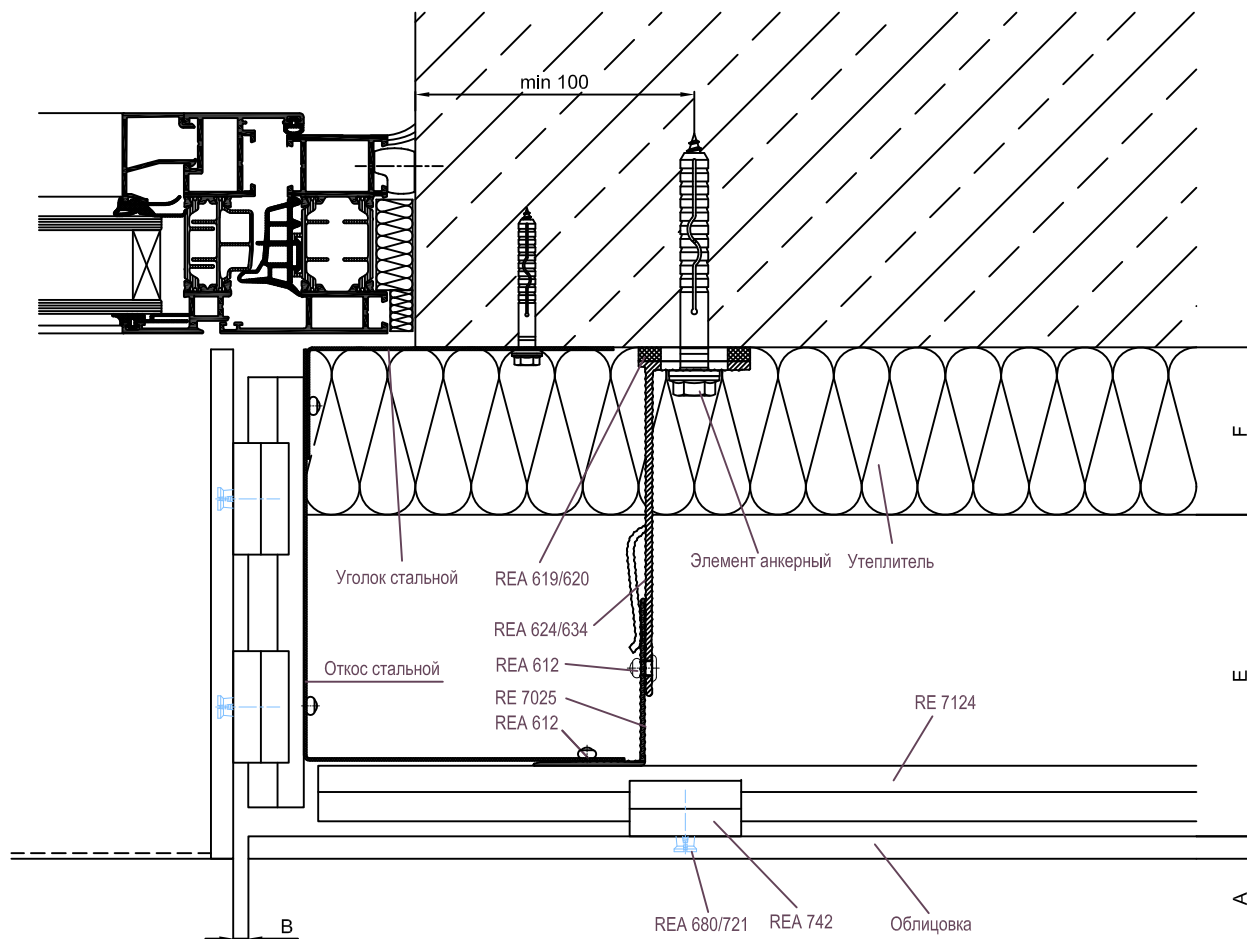 min 100
F
Элемент анкерный
Утеплитель
Уголок стальной
REA 619/620
REA 624/634
REA 612
Откос стальной
E
RE 7025
RE 7124
REA 612
A
B
REA 680/721
REA 742
Облицовка